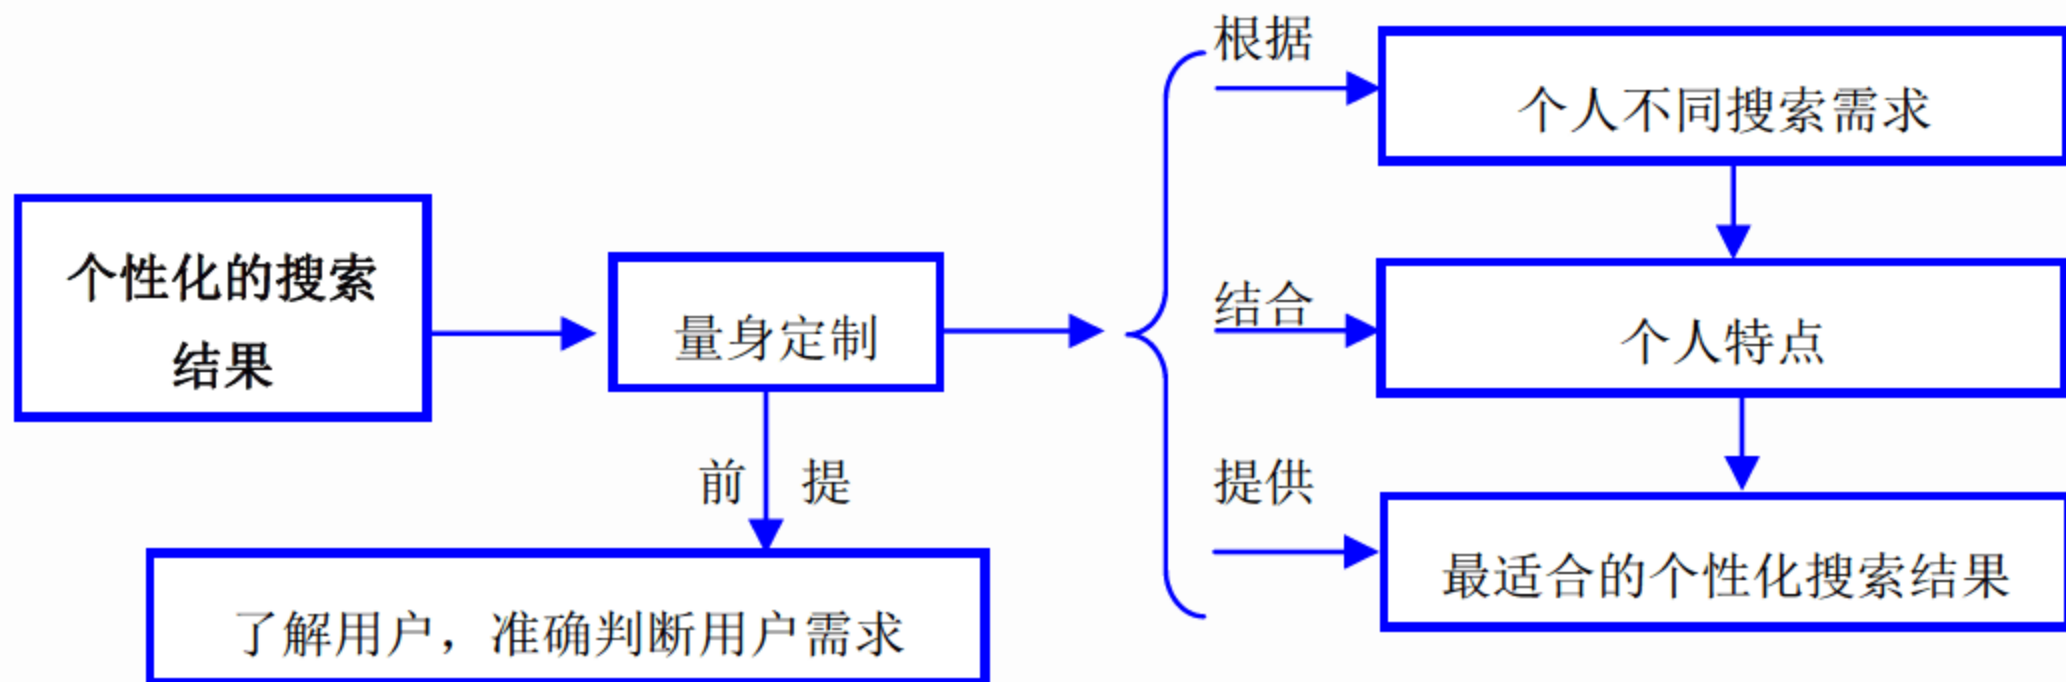 根据
个人不同搜索需求
个性化的搜索
结果
量身定制
结合
个人特点
前 提
提供
最适合的个性化搜索结果
了解用户，准确判断用户需求